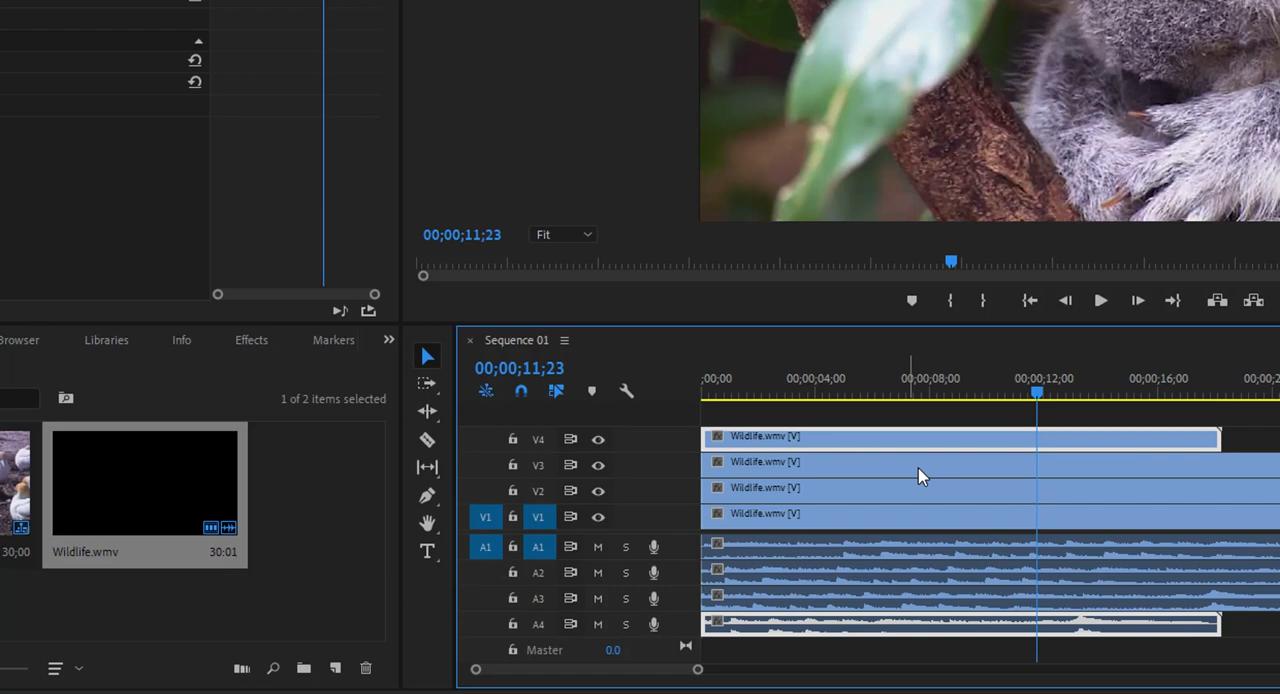 00;00;11;23 Fit
Browser Libraries Info Effects Markers
Sequence 01
00;00;11;23
;00;00 00;00;04;00 00;00;08;00 00;00;12;00 00;00;16;00 00;00;2
1 of 2 items selected
V4 Wildlife.wmv [V]
V3 Wildlife.wmv [V]
V2 Wildlife.wmv [V]
V1 V1 Wildlife.wmv [V]
30;00 Wildlife.wmv 30:01
A1 A1 M S
A2 M S
A3 M S
A4 M S
Master 0.0